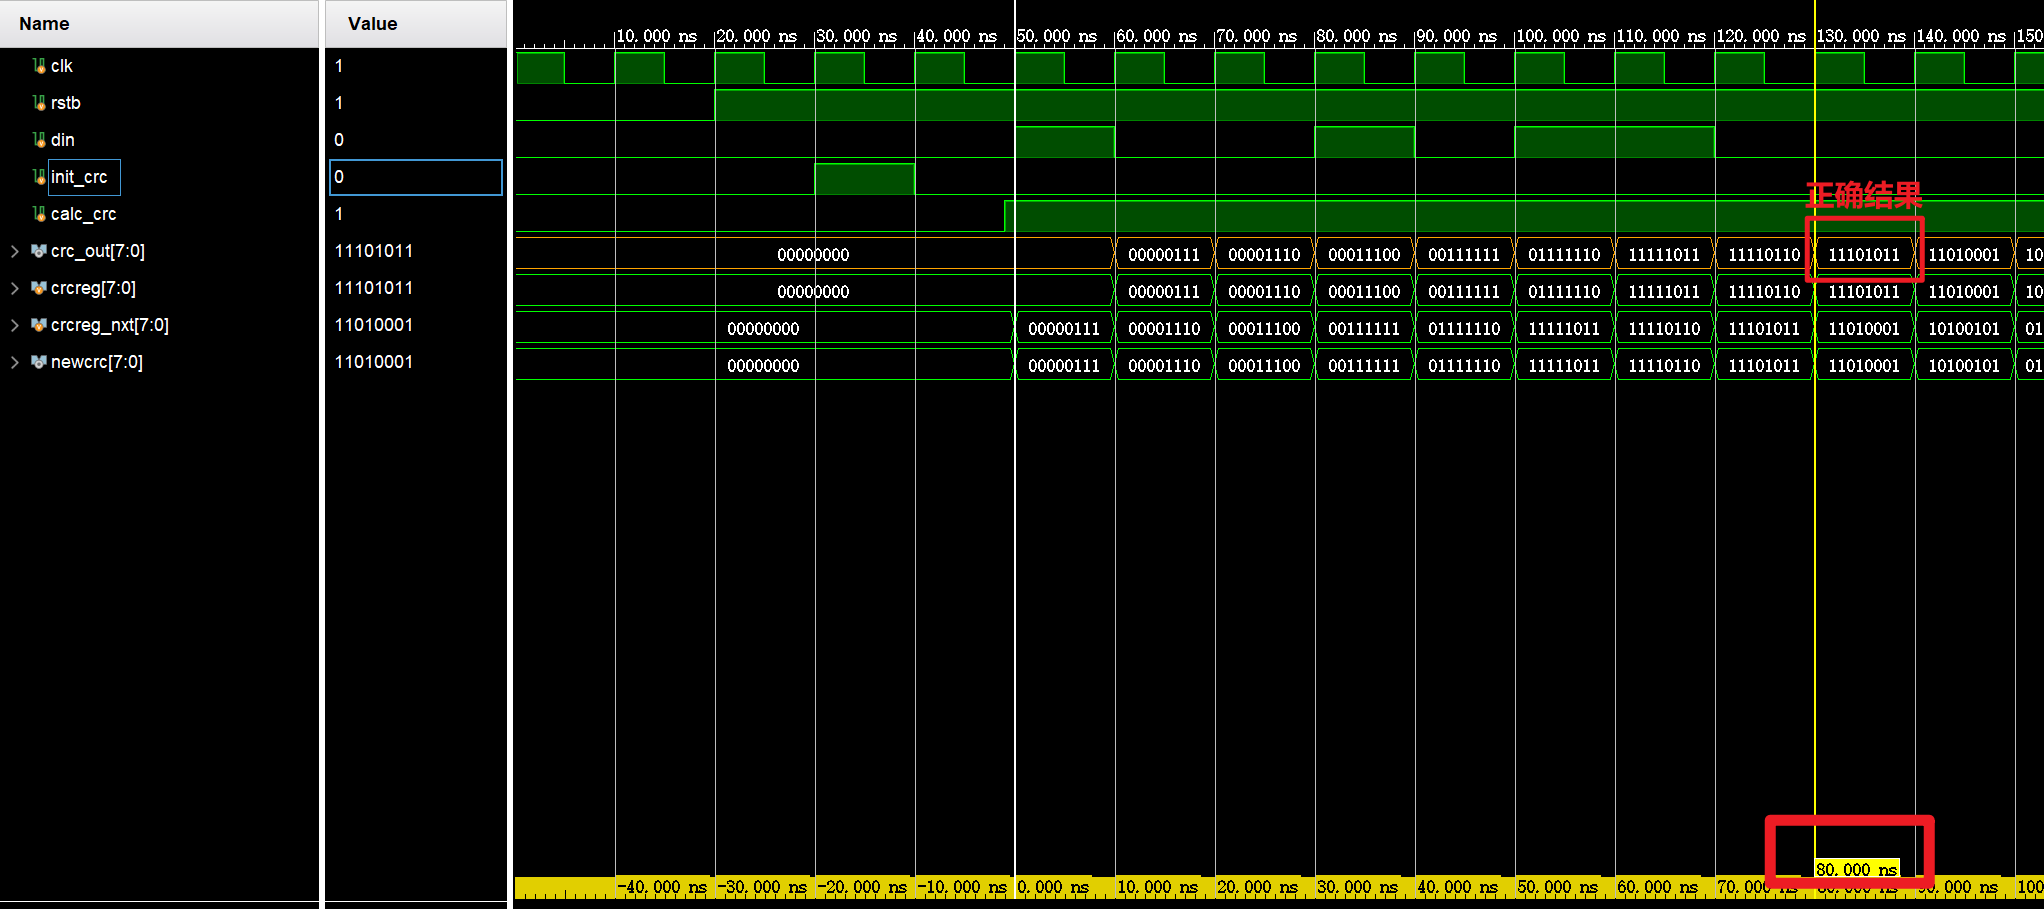 Name Value
10.000 ns 20.000 ns 30.000 ns 40.000 ns 50.000 ns 60.000 ns 70.000 ns 80.000 ns 90.000 ns 100.000 ns 110.000 ns 120.000 ns 130.000 ns 140.000 ns 150
clk 1
rstb 1
din 0
init_crc 0
正确结果
calc_crc 1
crc_out[7:0] 11101011 00000000 00000111 00001110 00011100 00111111 01111110 11111011 11110110 11101011 11010001 10
crcreg[7:0] 11101011 00000000 00000111 00001110 00011100 00111111 01111110 11111011 11110110 11101011 11010001 10
crcreg_nxt[7:0] 11010001 00000000 00000111 00001110 00011100 00111111 01111110 11111011 11110110 11101011 11010001 10100101 01
newcrc[7:0] 11010001 00000000 00000111 00001110 00011100 00111111 01111110 11111011 11110110 11101011 11010001 10100101 01
80.000 ns
-40.000 ns -30.000 ns -20.000 ns -10.000 ns 0.000 ns 10.000 ns 20.000 ns 30.000 ns 40.000 ns 50.000 ns 60.000 ns 70.000 ns 80.000 ns 90.000 ns 100